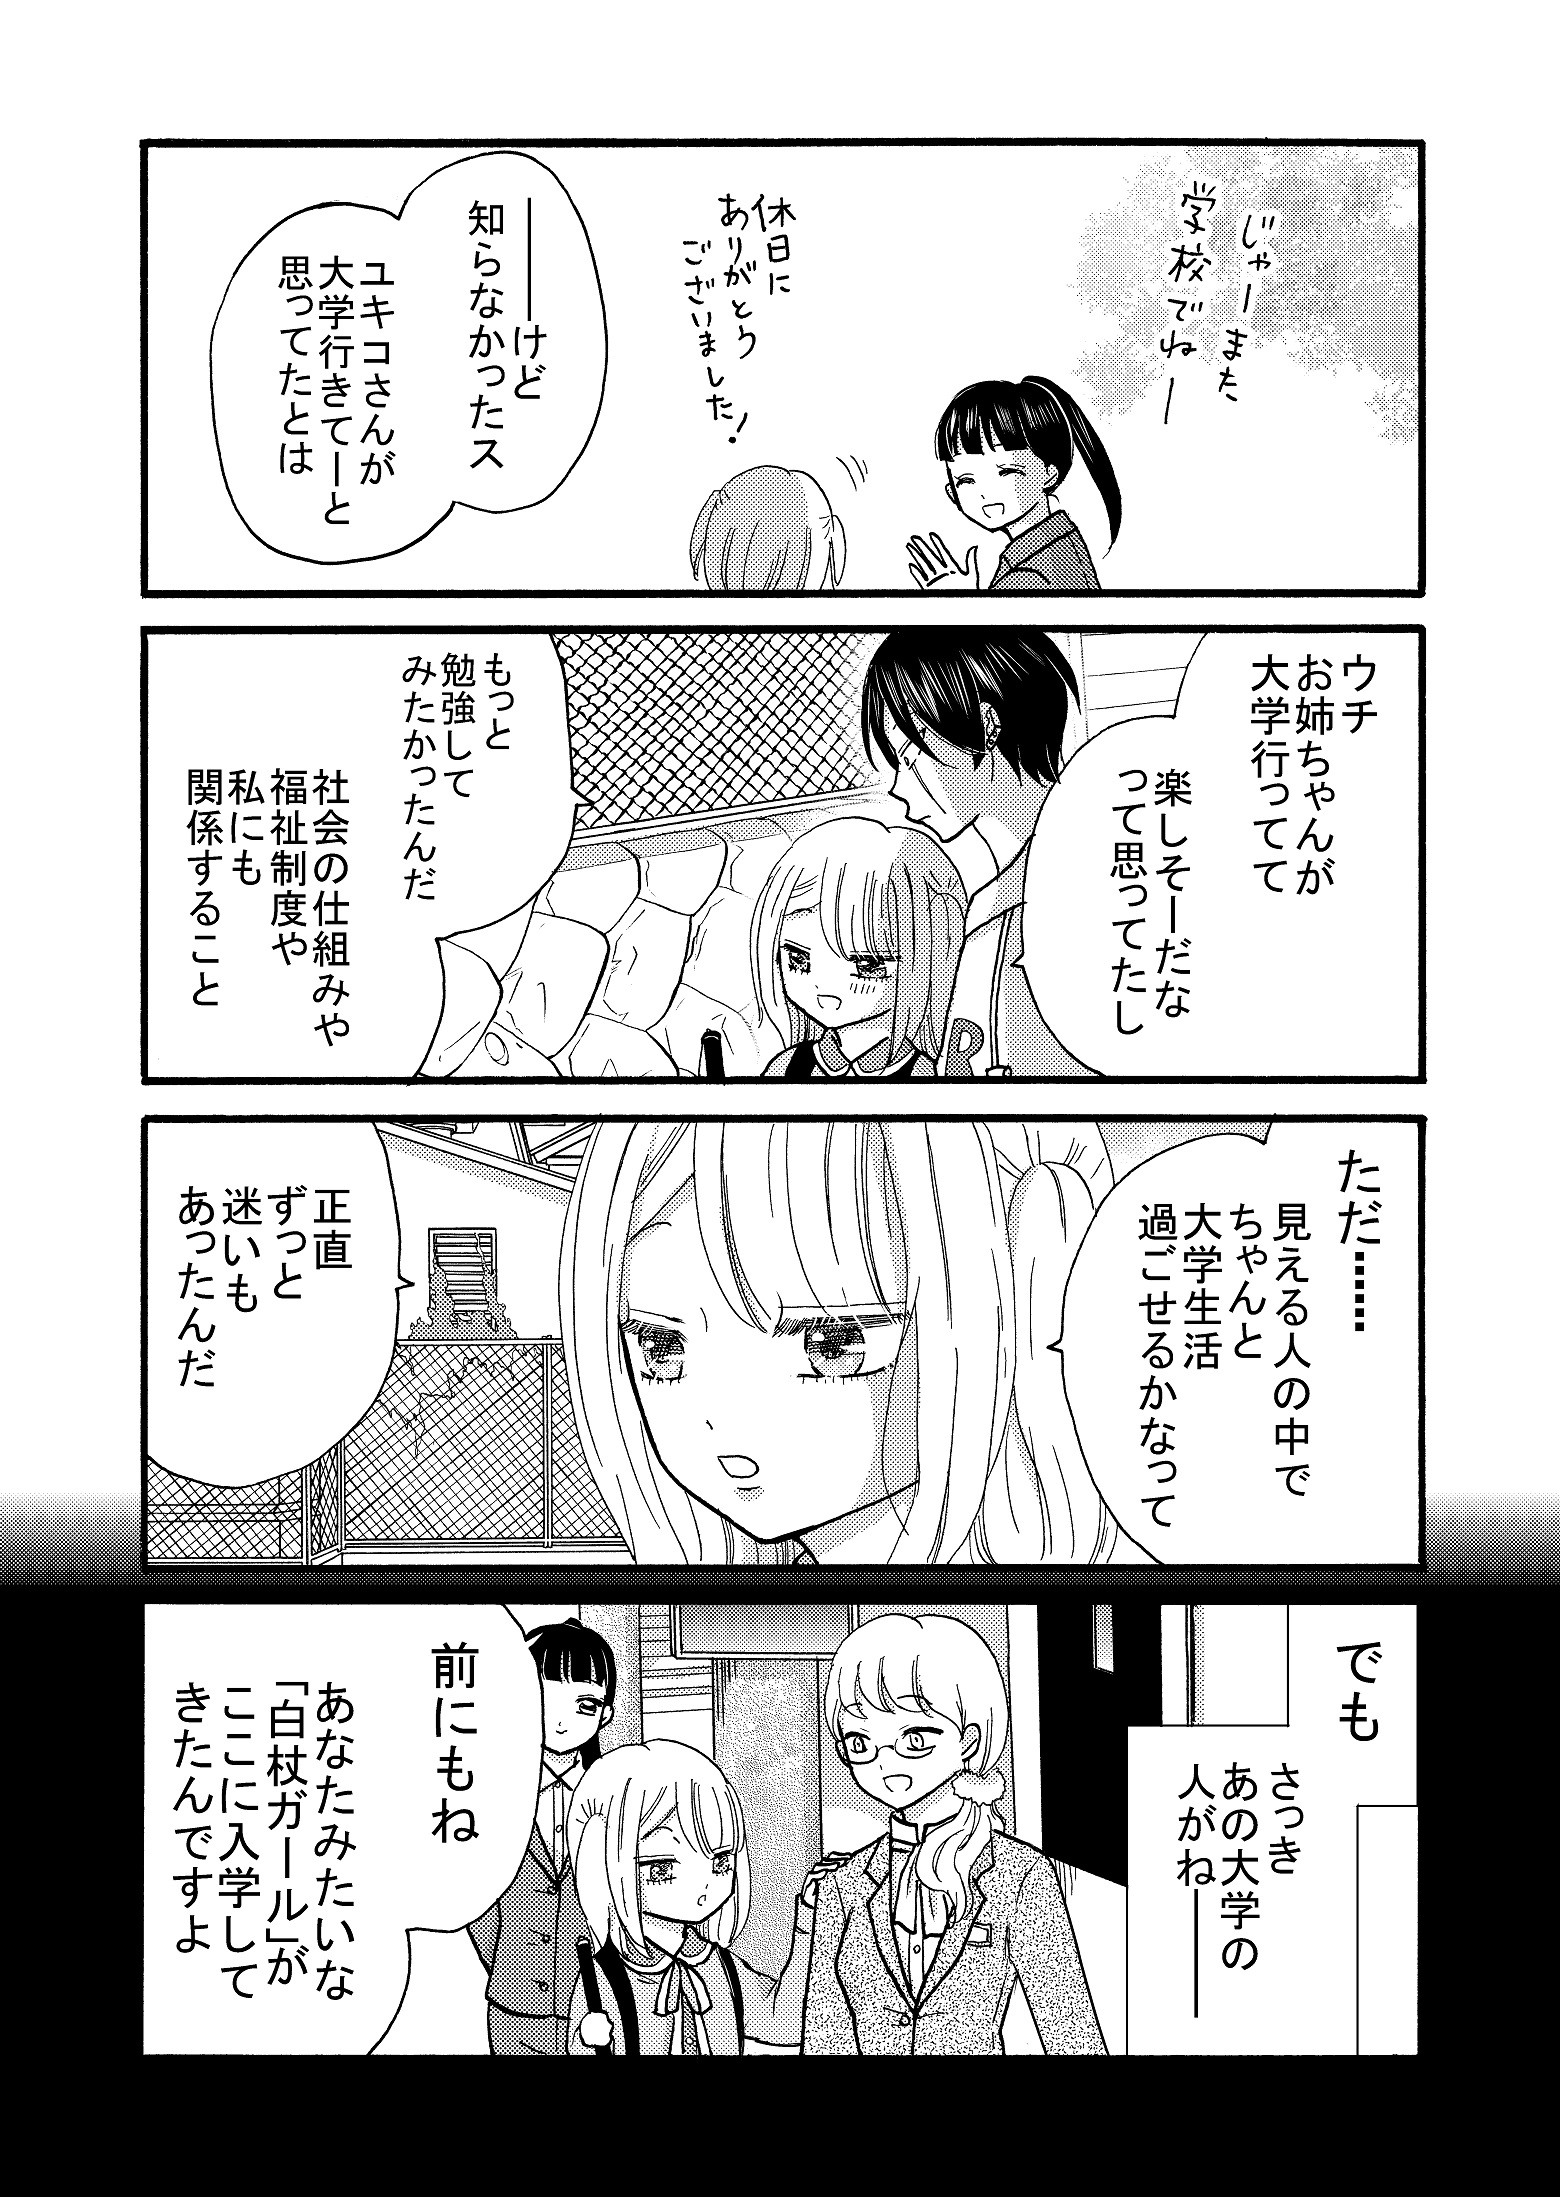 じゃーまた
学校でねー
休日に
ありがとう
ございました!
――けど
知らなかったス
ユキコさんが
大学行きてーと
思ってたとは
ウチ
お姉ちゃんが
大学行ってて
楽しそーだな
って思ってたし
もっと
勉強して
みたかったんだ
社会の仕組みや
福祉制度や
私にも
関係すること
ただ……
見える人の中で
ちゃんと
大学生活
過ごせるかなって
正直
ずっと
迷いも
あったんだ
でも
さっき
あの大学の
人がね――
前にもね
あなたみたいな
「白杖ガール」が
ここに入学して
きたんですよ